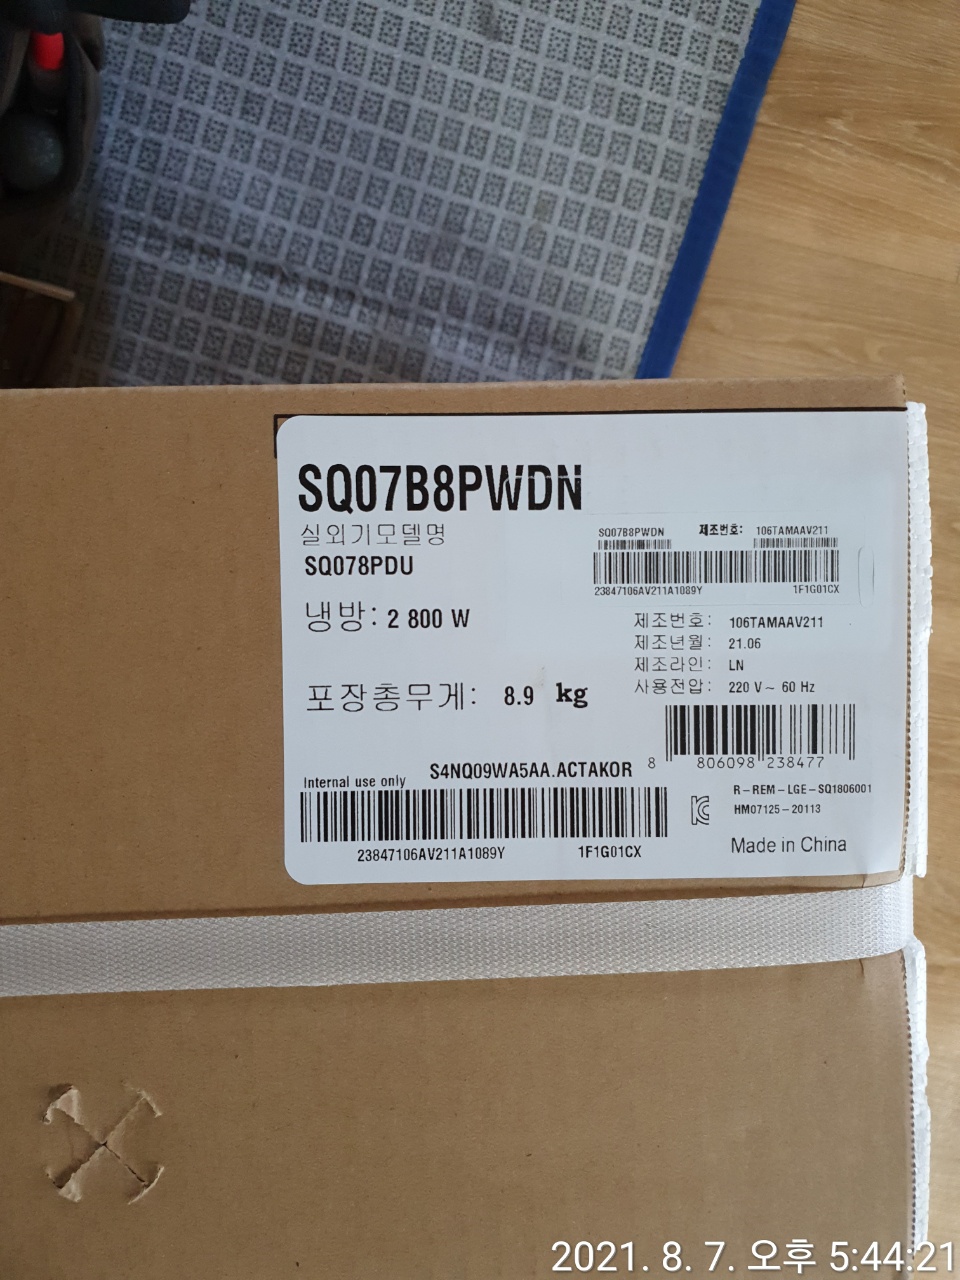 SQ07B8PWDN
실외기모델명
SQ078PDU
냉방: 2 800 W
포장총무게: 8.9 kg
SQ07B8PWDN 제조번호: 106TAMAAV211
23847106AV211A1089Y 1F1G01CX
제조번호: 106TAMAAV211
제조년월: 21.06
제조라인: LN
사용전압: 220 V ~ 60 Hz
8 806098 238477
Internal use only S4NQ09WA5AA.ACTAKOR
23847106AV211A1089Y 1F1G01CX
R-REM-LGE-SQ1806001
HM07125-20113
Made in China
2021. 8. 7. 오후 5:44:21